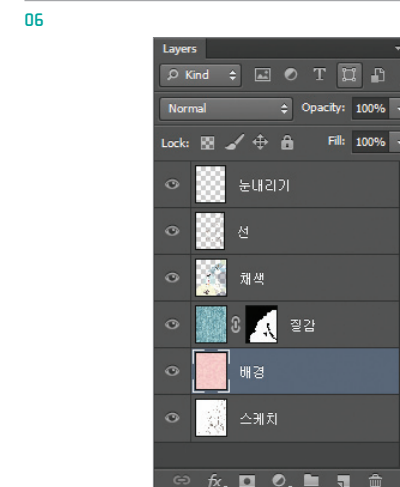 06
Layers
Kind T
Normal Opacity: 100%
Lock: Fill: 100%
눈내리기
선
채색
질감
배경
스케치
fx